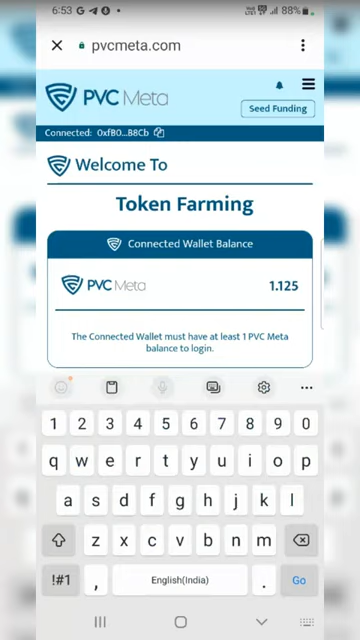 6:53 G 88%
pvcmeta.com
PVC Meta
Seed Funding
Connected: 0xfB0...B8Cb
Welcome To
Token Farming
Connected Wallet Balance
PVC Meta 1.125
The Connected Wallet must have at least 1 PVC Meta
balance to login.
1 2 3 4 5 6 7 8 9 0
q w e r t y u i o p
a s d f g h j k l
z x c v b n m
!#1 , English(India) . Go